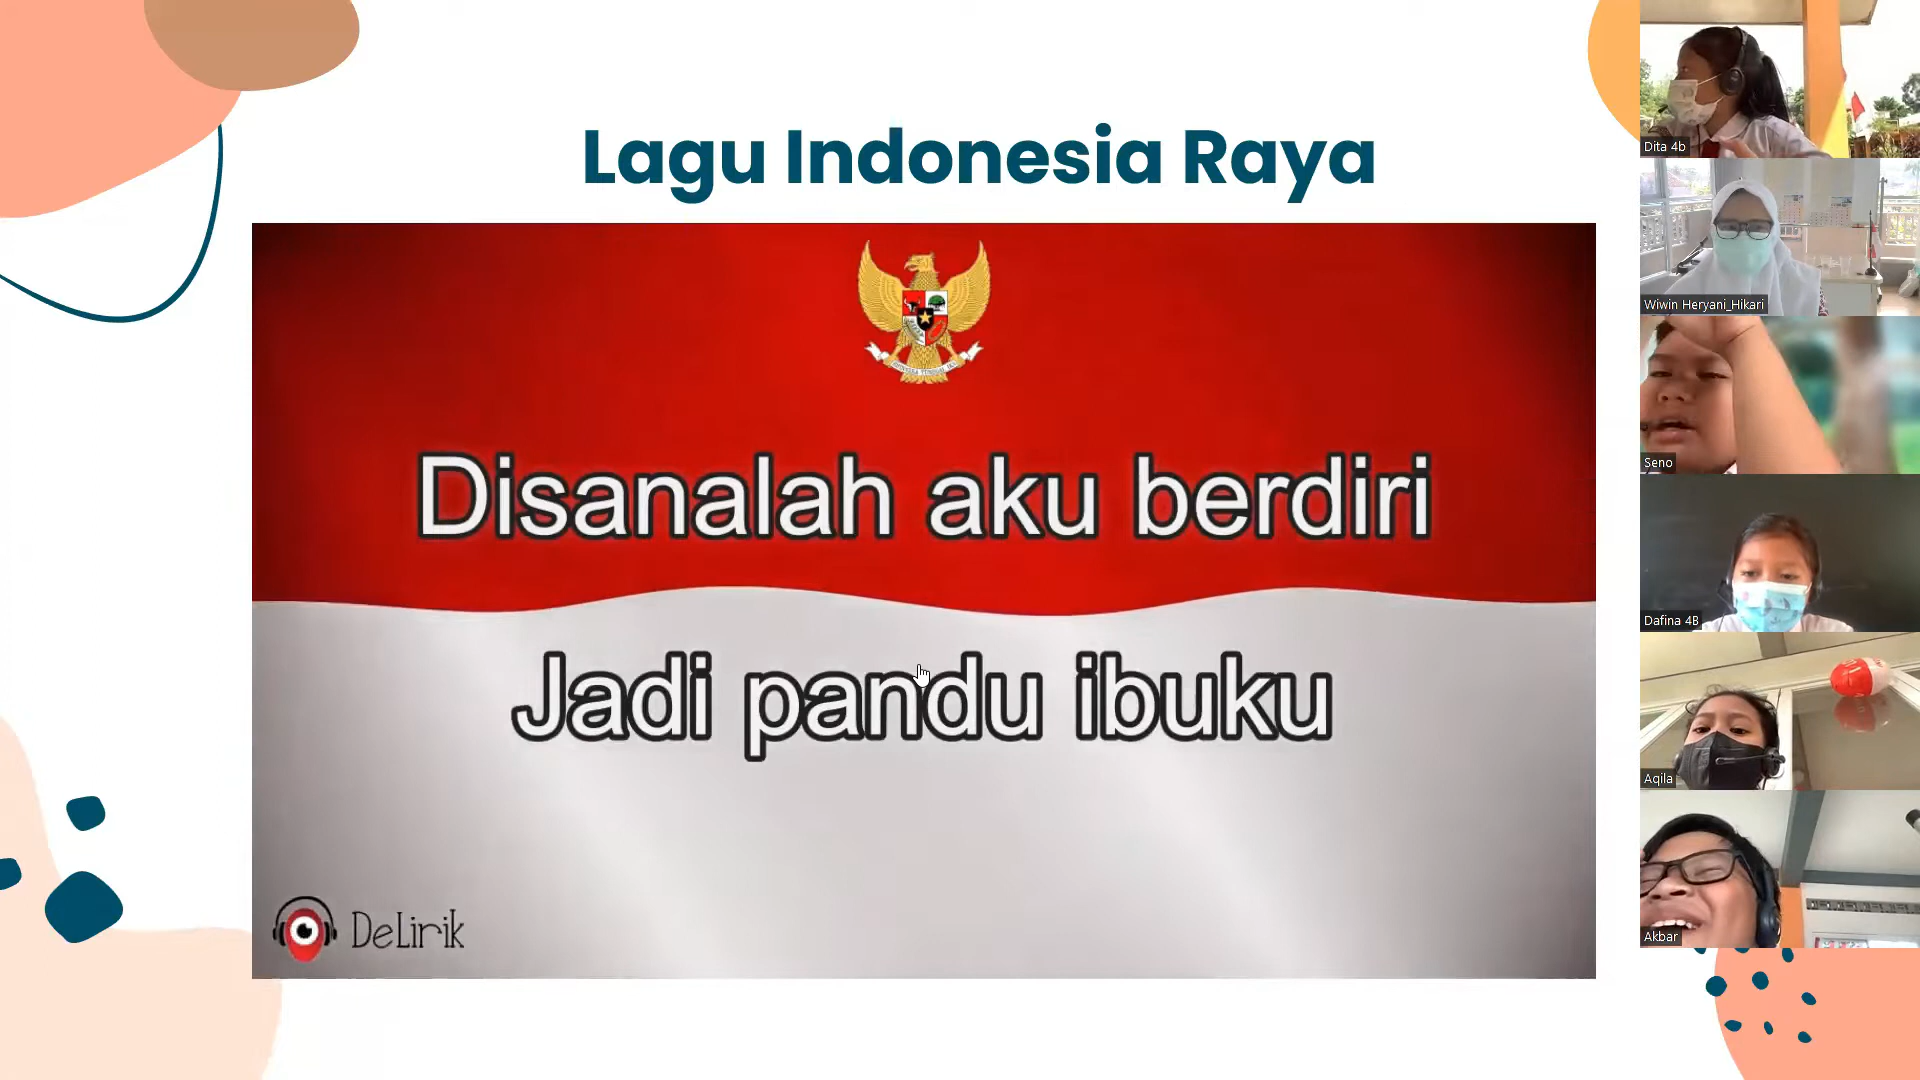 Lagu Indonesia Raya
Disanalah aku berdiri
Jadi pandu ibuku
DeLirik
Dita 4b
Wiwin Heryani_Hikari
Seno
Dafina 4B
Aqila
Akbar